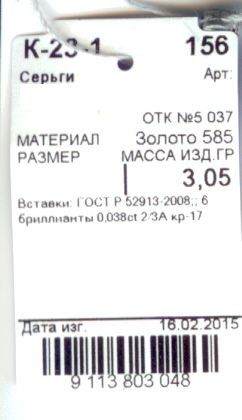 К-23-1 156
Серьги Арт:
ОТК №5 037
МАТЕРИАЛ Золото 585
РАЗМЕР МАССА ИЗД.ГР
3,05
Вставки: ГОСТ Р 52913-2008;; 6
бриллианты 0,038ct 2/3А кр-17
Дата изг. 16.02.2015
9 113 803 048